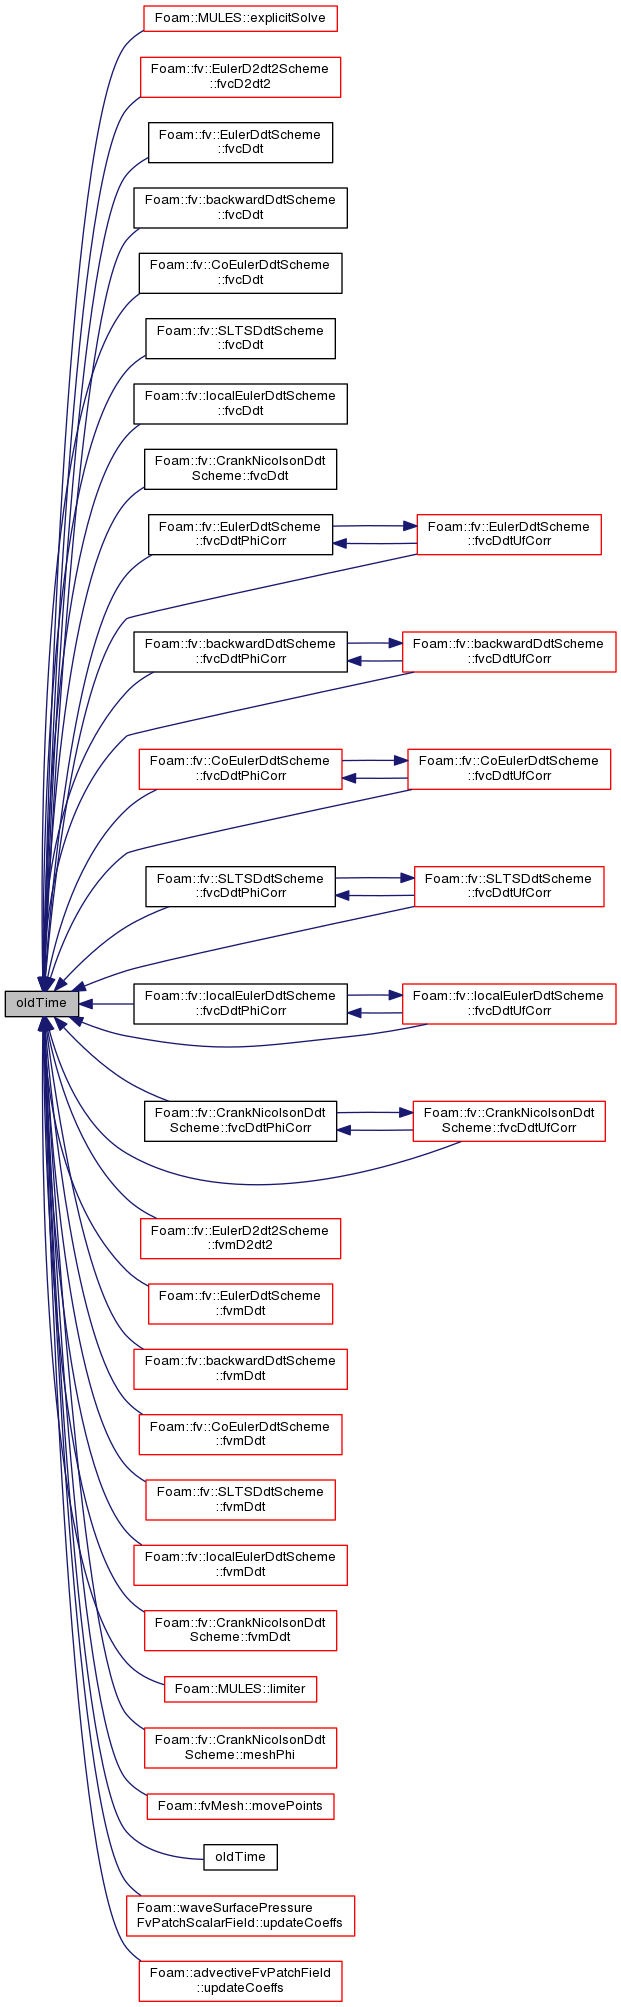 Foam::MULES::explicitSolve
Foam::fv::EulerD2dt2Scheme
::fvcD2dt2
Foam::fv::EulerDdtScheme
::fvcDdt
Foam::fv::backwardDdtScheme
::fvcDdt
Foam::fv::CoEulerDdtScheme
::fvcDdt
Foam::fv::SLTSDdtScheme
::fvcDdt
Foam::fv::localEulerDdtScheme
::fvcDdt
Foam::fv::CrankNicolsonDdt
Scheme::fvcDdt
Foam::fv::EulerDdtScheme
::fvcDdtPhiCorr
Foam::fv::EulerDdtScheme
::fvcDdtUfCorr
Foam::fv::backwardDdtScheme
::fvcDdtPhiCorr
Foam::fv::backwardDdtScheme
::fvcDdtUfCorr
Foam::fv::CoEulerDdtScheme
::fvcDdtPhiCorr
Foam::fv::CoEulerDdtScheme
::fvcDdtUfCorr
Foam::fv::SLTSDdtScheme
::fvcDdtPhiCorr
Foam::fv::SLTSDdtScheme
::fvcDdtUfCorr
oldTime
Foam::fv::localEulerDdtScheme
::fvcDdtPhiCorr
Foam::fv::localEulerDdtScheme
::fvcDdtUfCorr
Foam::fv::CrankNicolsonDdt
Scheme::fvcDdtPhiCorr
Foam::fv::CrankNicolsonDdt
Scheme::fvcDdtUfCorr
Foam::fv::EulerD2dt2Scheme
::fvmD2dt2
Foam::fv::EulerDdtScheme
::fvmDdt
Foam::fv::backwardDdtScheme
::fvmDdt
Foam::fv::CoEulerDdtScheme
::fvmDdt
Foam::fv::SLTSDdtScheme
::fvmDdt
Foam::fv::localEulerDdtScheme
::fvmDdt
Foam::fv::CrankNicolsonDdt
Scheme::fvmDdt
Foam::MULES::limiter
Foam::fv::CrankNicolsonDdt
Scheme::meshPhi
Foam::fvMesh::movePoints
oldTime
Foam::waveSurfacePressure
FvPatchScalarField::updateCoeffs
Foam::advectiveFvPatchField
::updateCoeffs